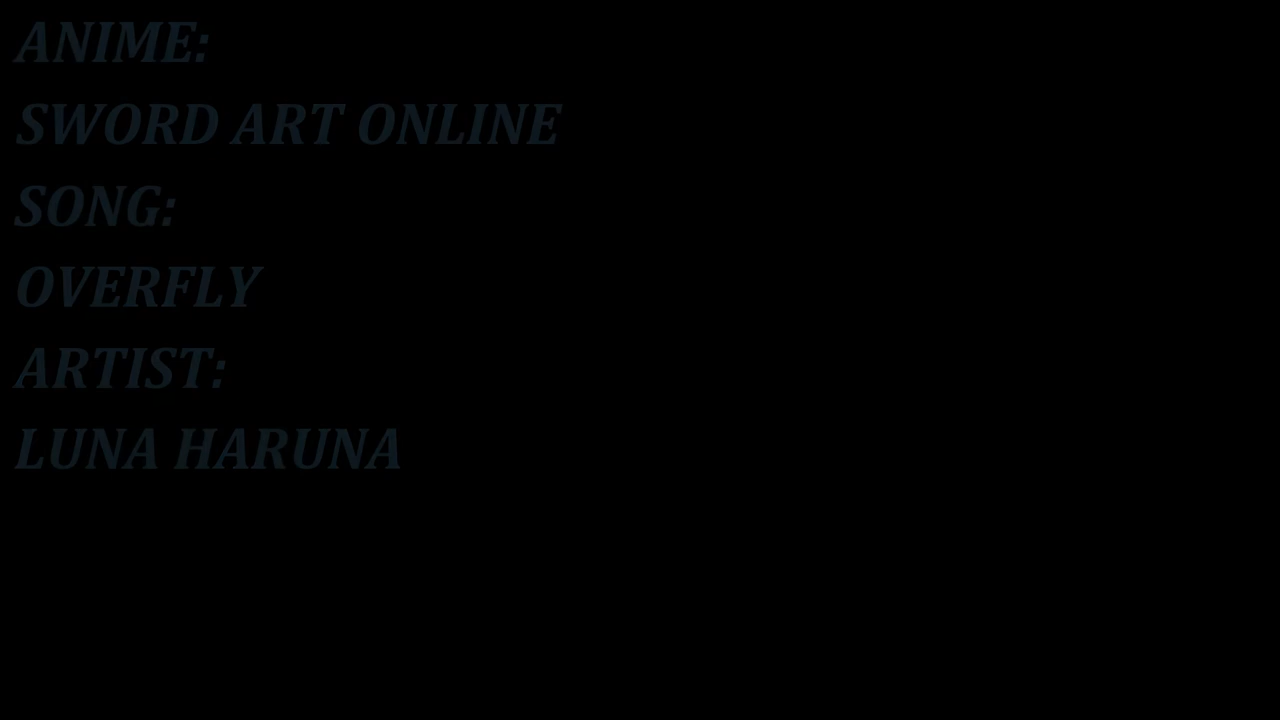 ANIME:
SWORD ART ONLINE
SONG:
OVERFLY
ARTIST:
LUNA HARUNA